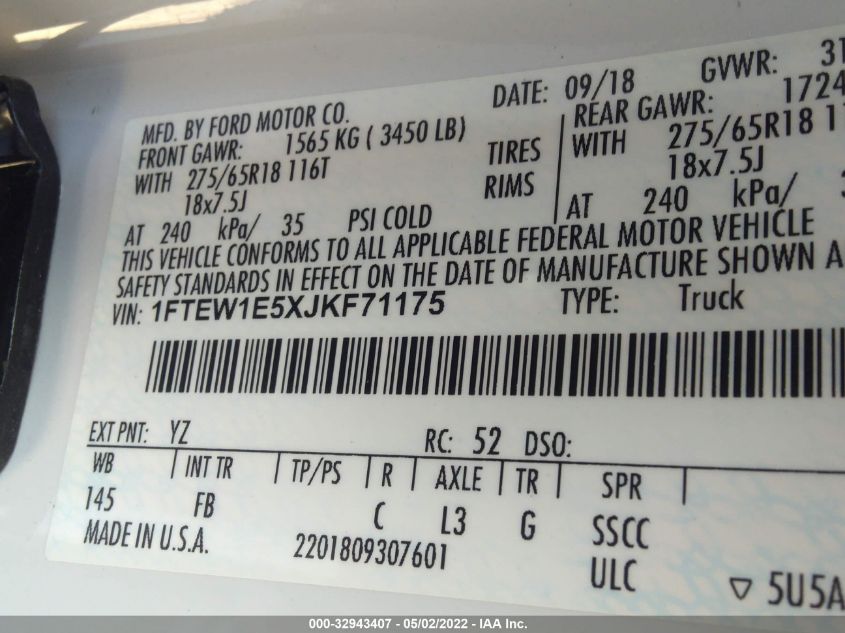 MFD. BY FORD MOTOR CO. DATE: 09/18 GVWR: 31
FRONT GAWR: 1565 KG ( 3450 LB) REAR GAWR: 1724
WITH 275/65R18 116T TIRES WITH 275/65R18 11
18x7.5J RIMS 18x7.5J
AT 240 kPa/ 35 PSI COLD AT 240 kPa/
THIS VEHICLE CONFORMS TO ALL APPLICABLE FEDERAL MOTOR VEHICLE
SAFETY STANDARDS IN EFFECT ON THE DATE OF MANUFACTURE SHOWN A
VIN: 1FTEW1E5XJKF71175 TYPE: Truck
EXT PNT: YZ RC: 52 DSO:
WB | INT TR | TP/PS | R | AXLE | TR | SPR |
145 FB C L3 G SSCC
MADE IN U.S.A. 2201809307601 ULC ▽ 5U5A
000-32943407 - 05/02/2022 - IAA Inc.